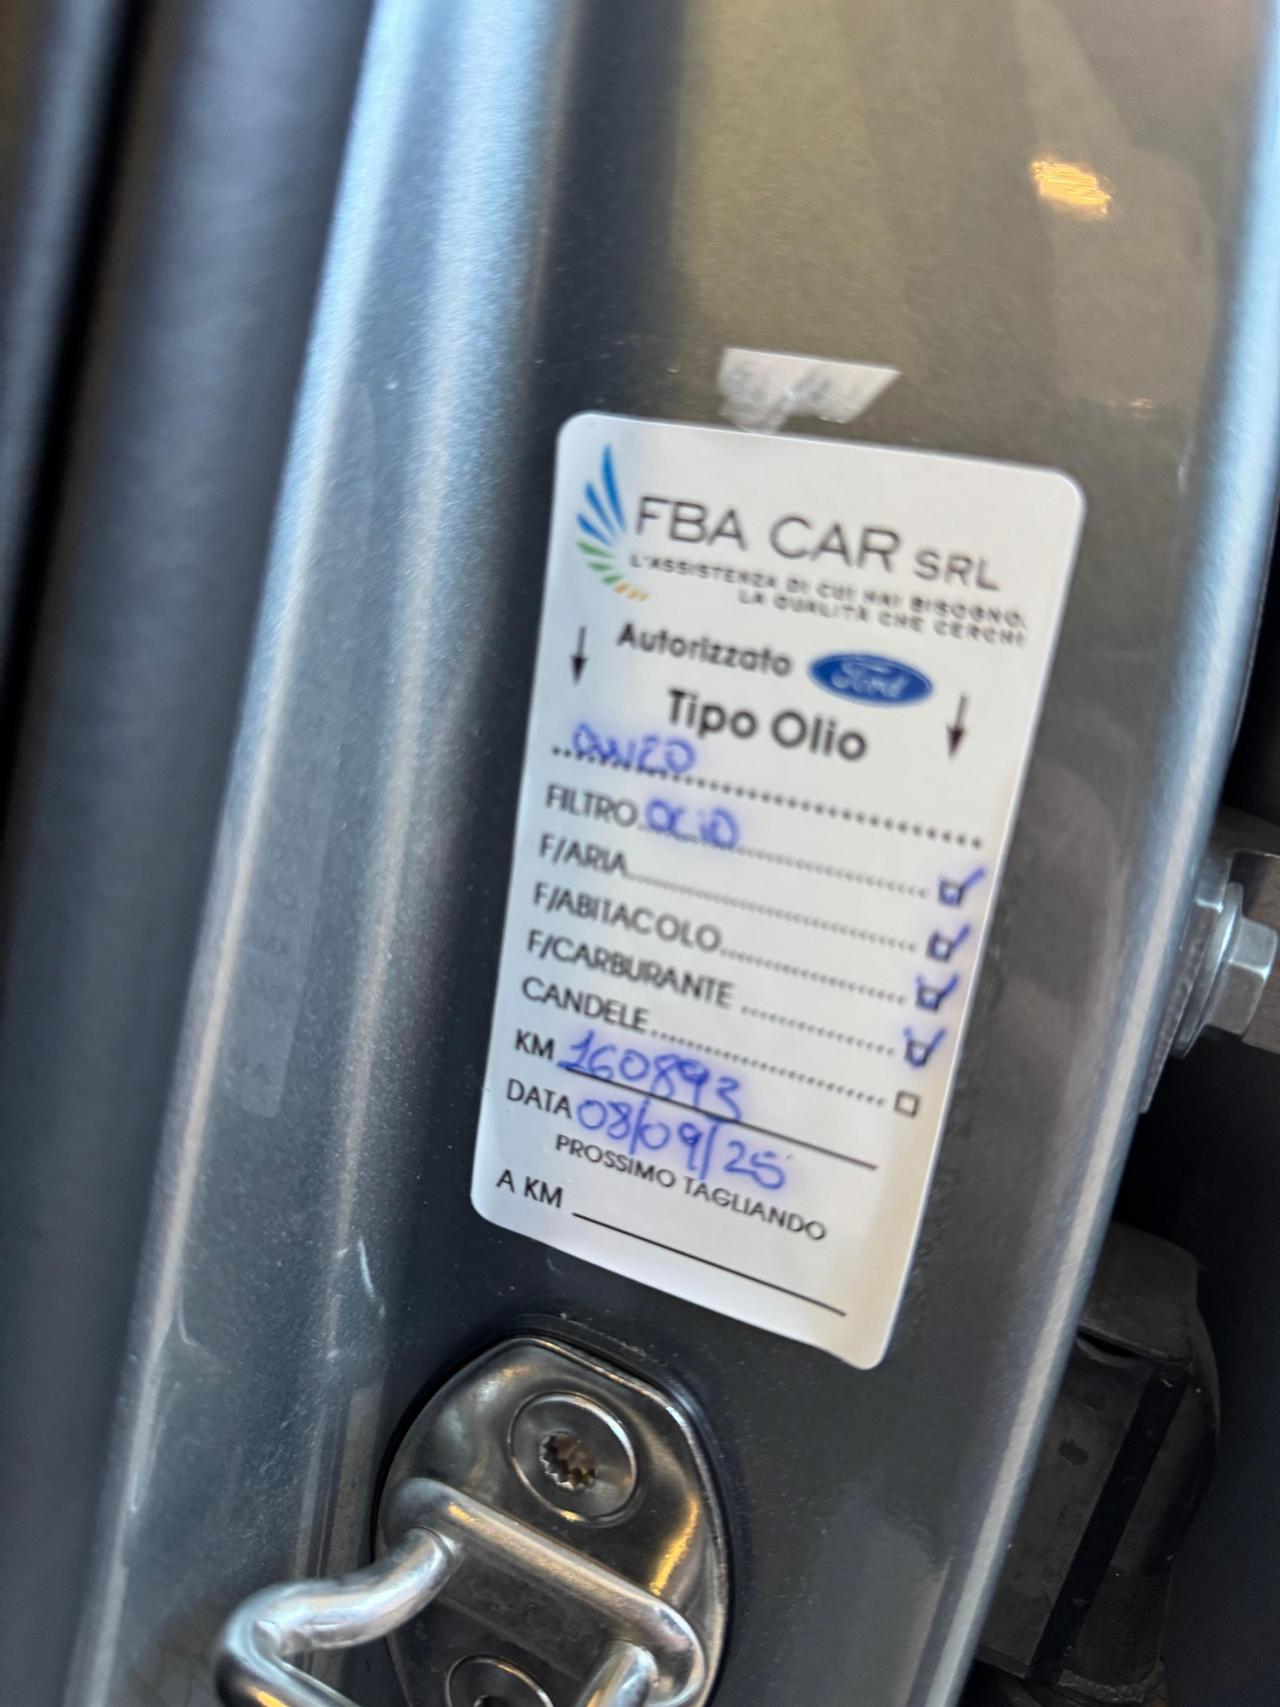 FBA CAR SRL
L'ASSISTENZA DI CUI HAI BISOGNO,
LA QUALITÀ CHE CERCHI
Autorizzato Ford
Tipo Olio
FILTRO OLIO
F/ARIA
F/ABITACOLO
F/CARBURANTE
CANDELE
KM 160893
DATA 08/09/25
PROSSIMO TAGLIANDO
A KM